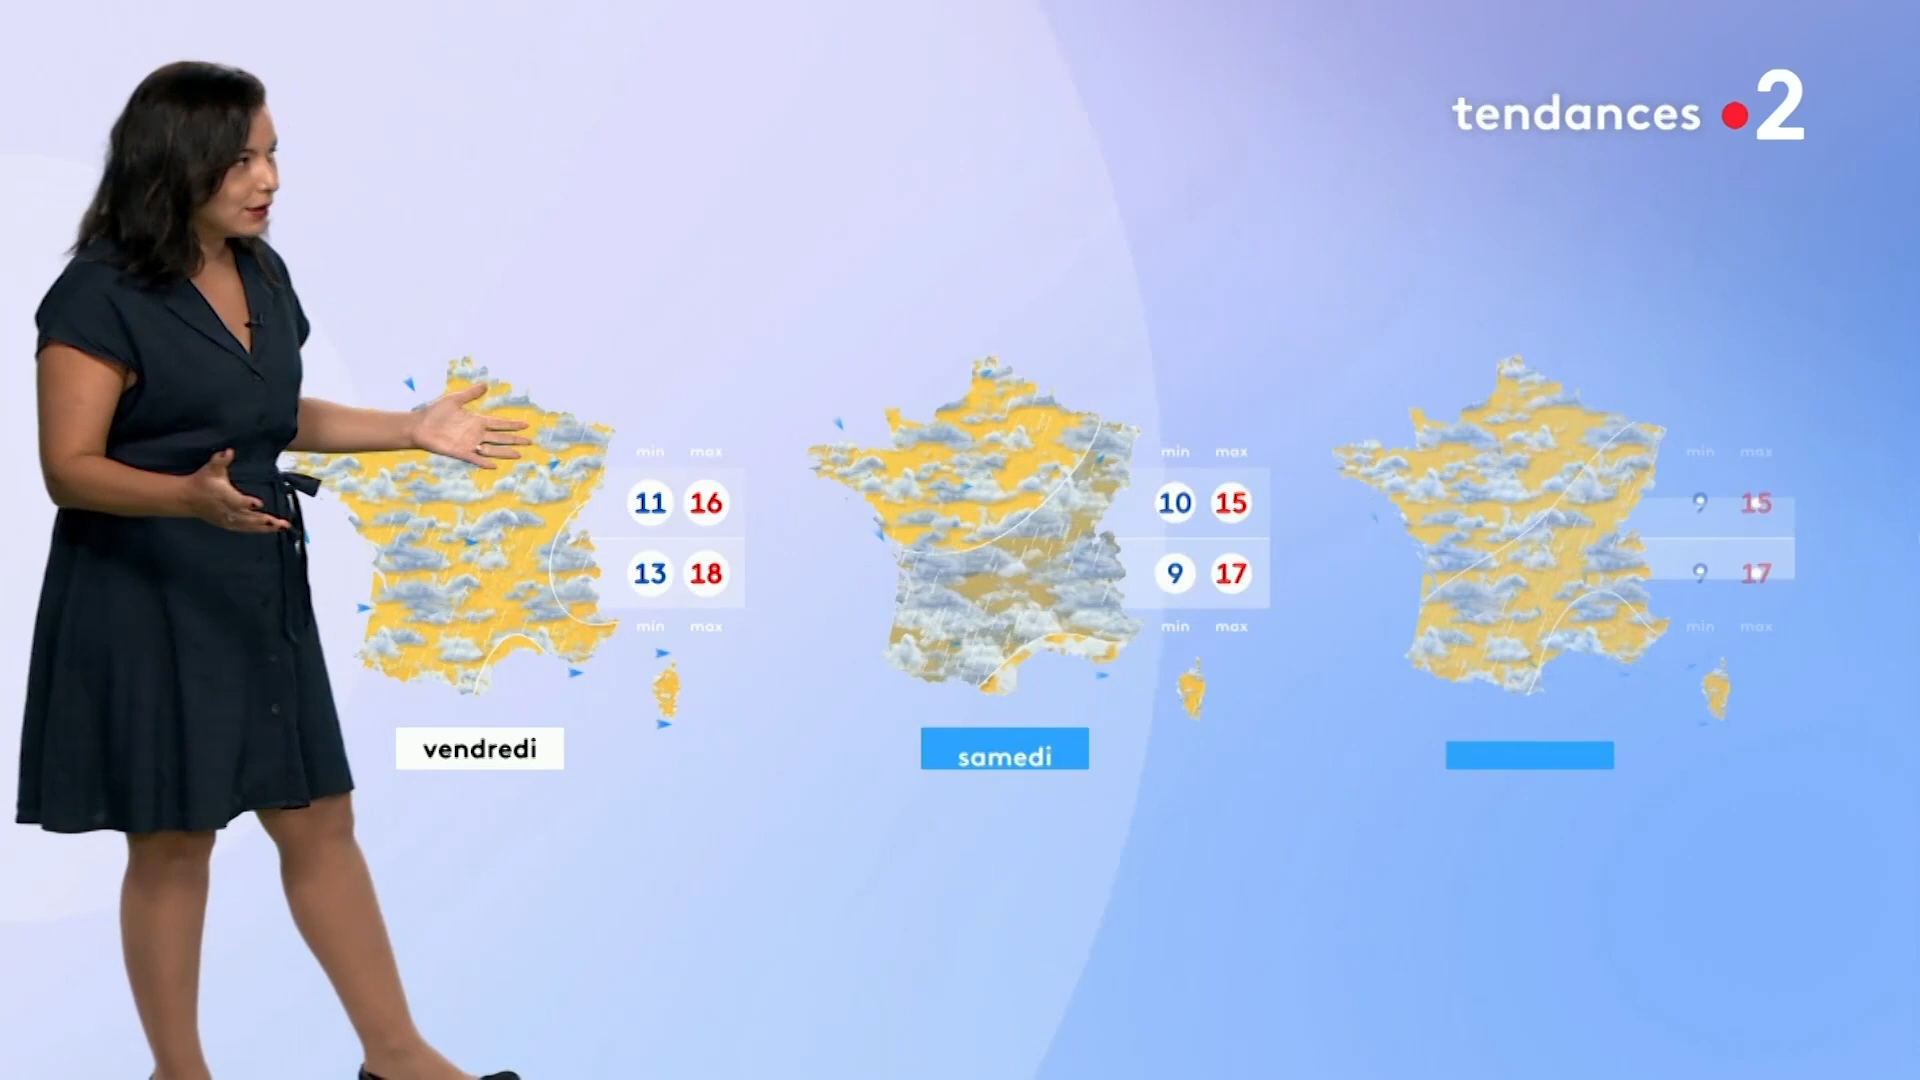 tendances 2
min max
11 16
13 18
min max
vendredi
min max
10 15
9 17
min max
samedi
min max
9 15
9 17
min max